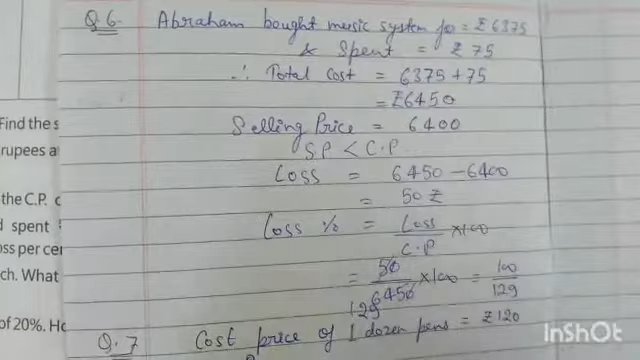 Q 6. Abraham bought music system for = ₹ 6375
& Spent = ₹ 75
∴ Total Cost = 6375 + 75
= ₹6450
Selling Price = 6400
S.P < C.P
Loss = 6450 - 6400
= 50 ₹
Loss % = Loss / C.P × 100
= 50 / 6450 × 100 = 100 / 129
129
Q. 7 Cost price of 1 dozen pens = ₹ 120
Find the s
rupees a
the C.P. c
d spent
oss per cen
ch. What
of 20%. Ho
InShOt